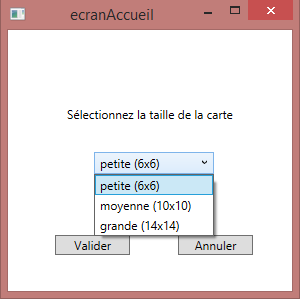 ecranAccueil
Sélectionnez la taille de la carte
petite (6x6)
petite (6x6)
moyenne (10x10)
grande (14x14)
Valider
Annuler